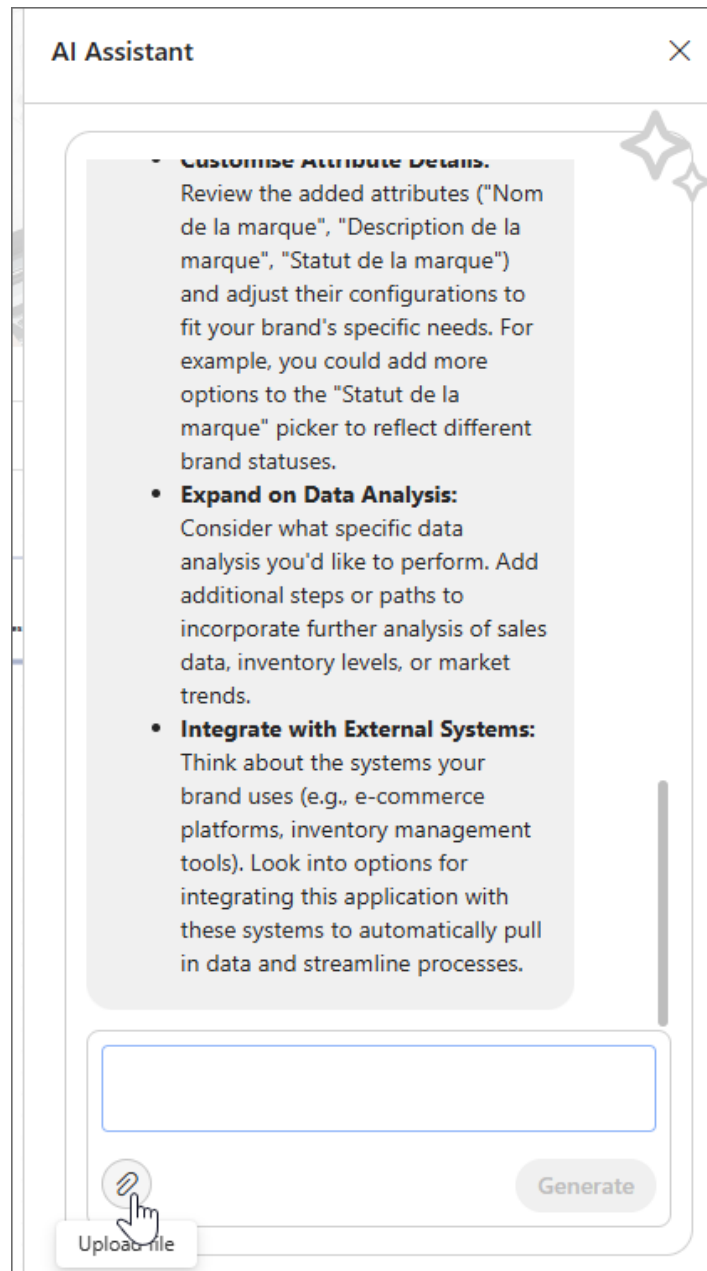 AI Assistant
Customise Attribute Details:
Review the added attributes ("Nom
de la marque", "Description de la
marque", "Statut de la marque")
and adjust their configurations to
fit your brand's specific needs. For
example, you could add more
options to the "Statut de la
marque" picker to reflect different
brand statuses.
• Expand on Data Analysis:
Consider what specific data
analysis you'd like to perform. Add
additional steps or paths to
incorporate further analysis of sales
data, inventory levels, or market
trends.
• Integrate with External Systems:
Think about the systems your
brand uses (e.g., e-commerce
platforms, inventory management
tools). Look into options for
integrating this application with
these systems to automatically pull
in data and streamline processes.
Generate
Upload file